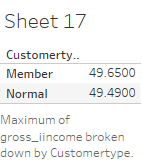 Sheet 17
Customerty..
Member 49.6500
Normal 49.4900
Maximum of
gross_iincome broken
down by Customertype.